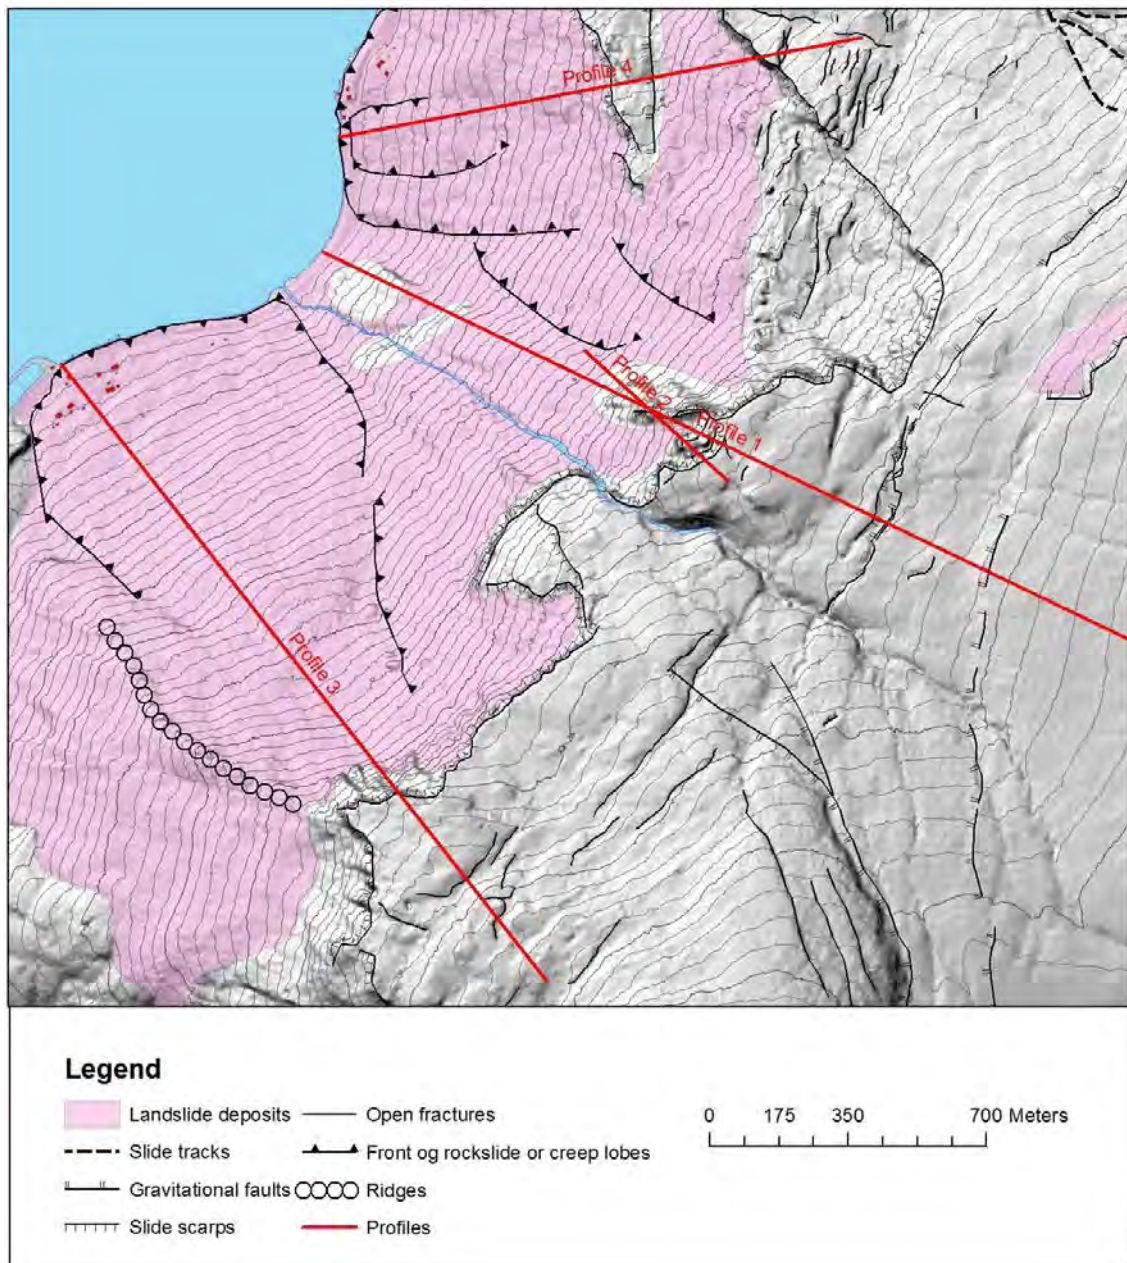 Profile 4
Profile 2
Profile 1
Profile 3
Legend
Landslide deposits
Open fractures
Slide tracks
Front og rockslide or creep lobes
Gravitational faults
Ridges
Slide scarps
Profiles
0 175 350 700 Meters